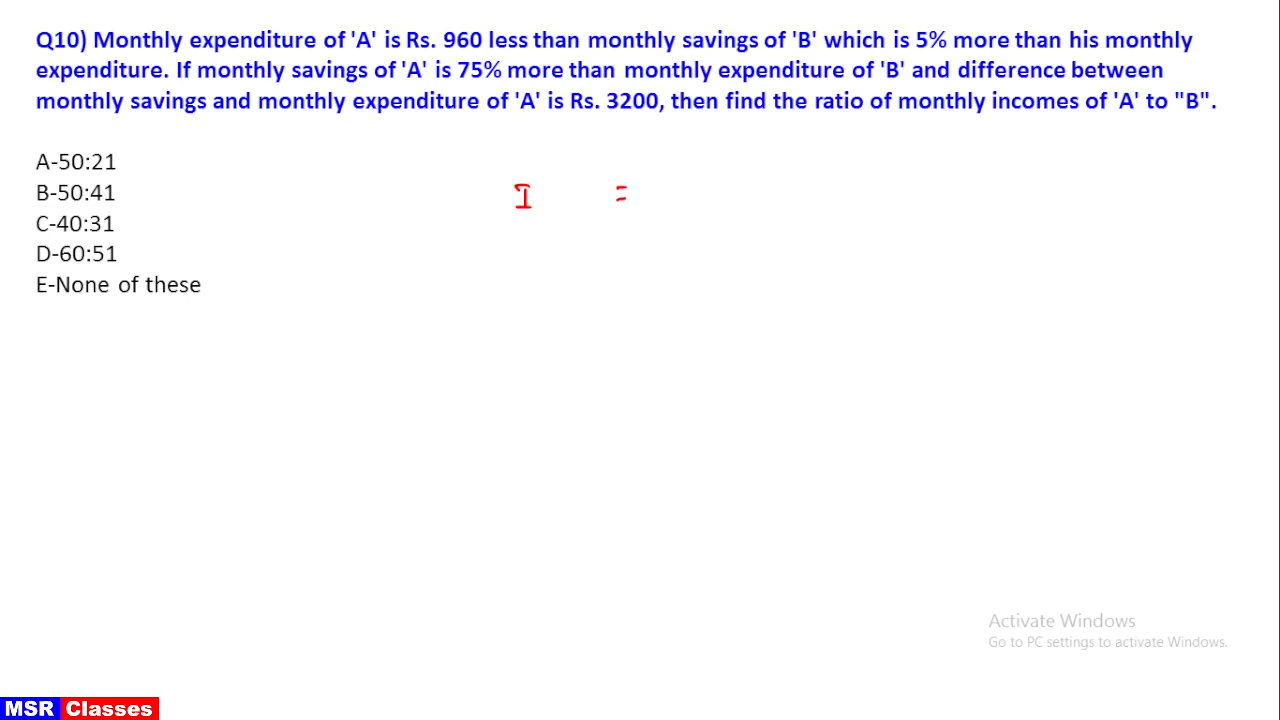 Q10) Monthly expenditure of 'A' is Rs. 960 less than monthly savings of 'B' which is 5% more than his monthly
expenditure. If monthly savings of 'A' is 75% more than monthly expenditure of 'B' and difference between
monthly savings and monthly expenditure of 'A' is Rs. 3200, then find the ratio of monthly incomes of 'A' to "B".
A-50:21
B-50:41
I =
C-40:31
D-60:51
E-None of these
Activate Windows
Go to PC settings to activate Windows.
MSR Classes